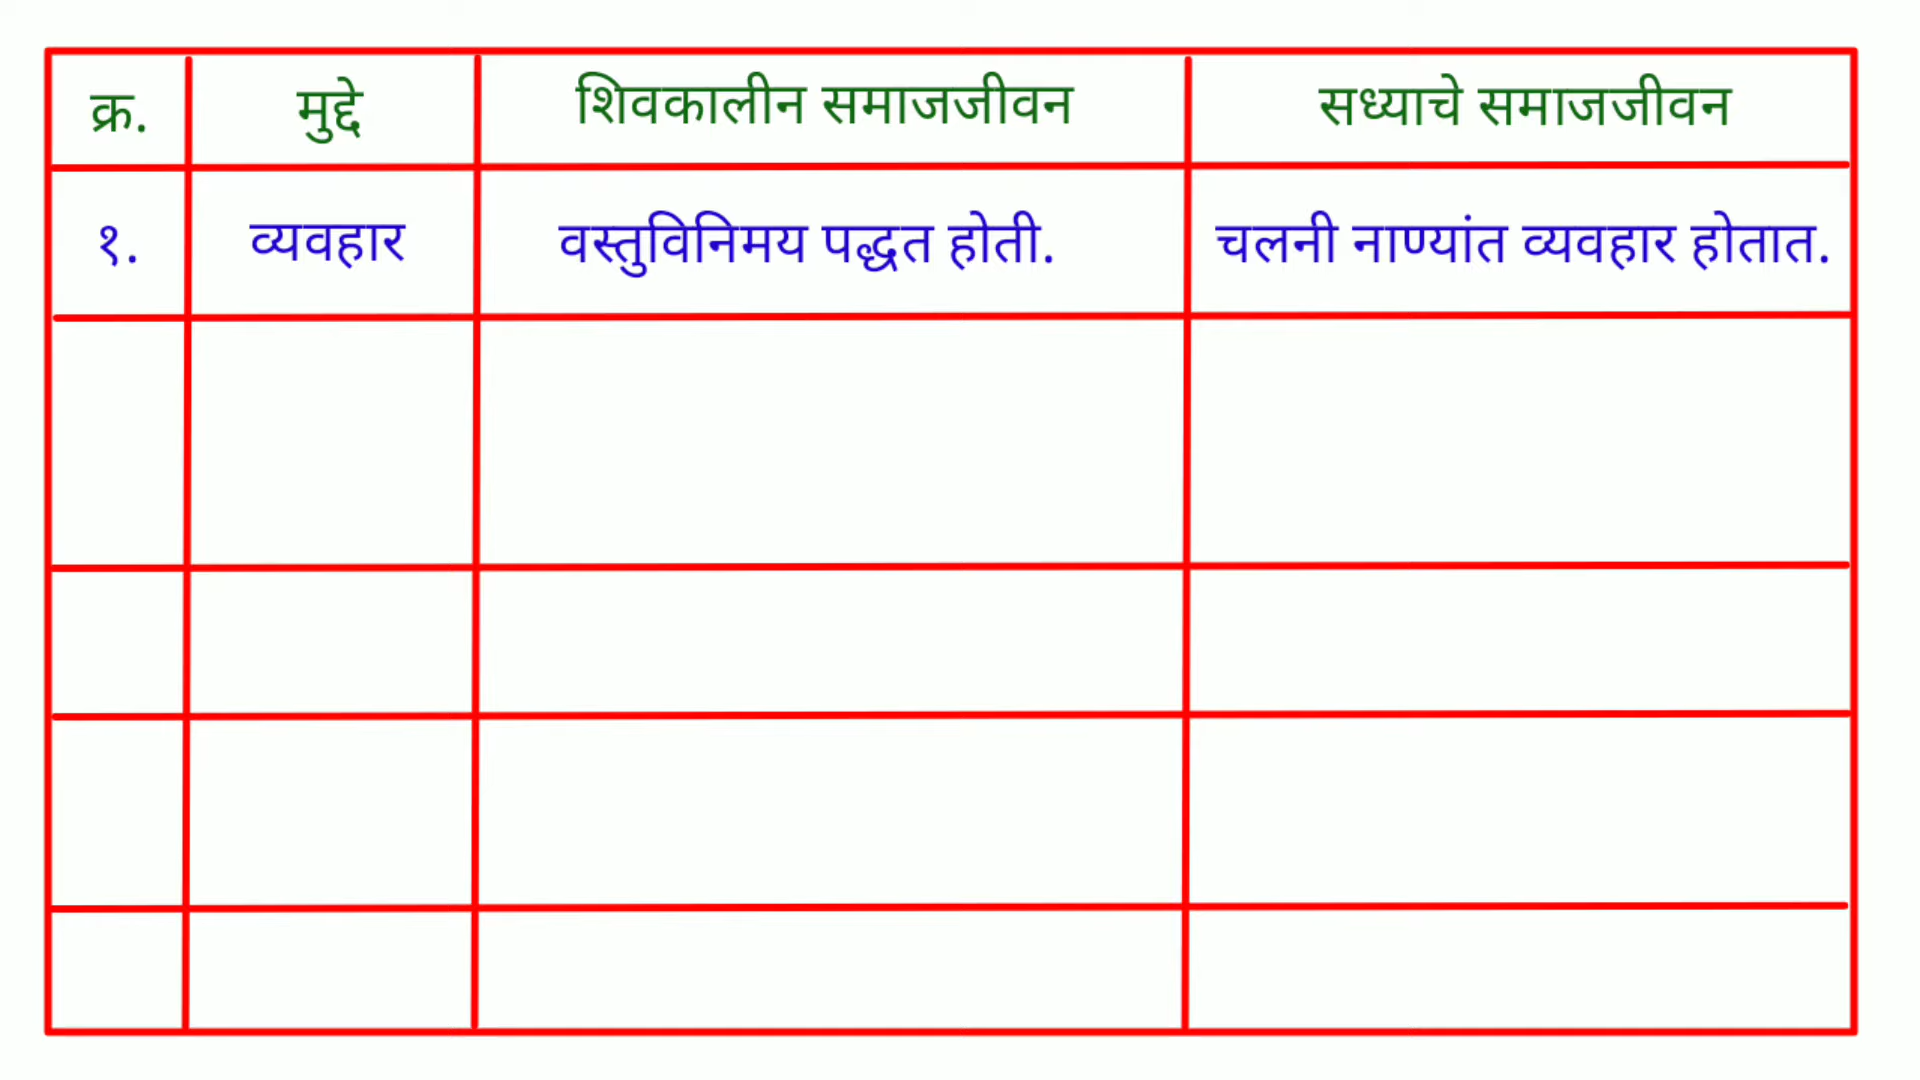 क्र. मुद्दे शिवकालीन समाजजीवन सध्याचे समाजजीवन
१. व्यवहार वस्तुविनिमय पद्धत होती. चलनी नाण्यांत व्यवहार होतात.